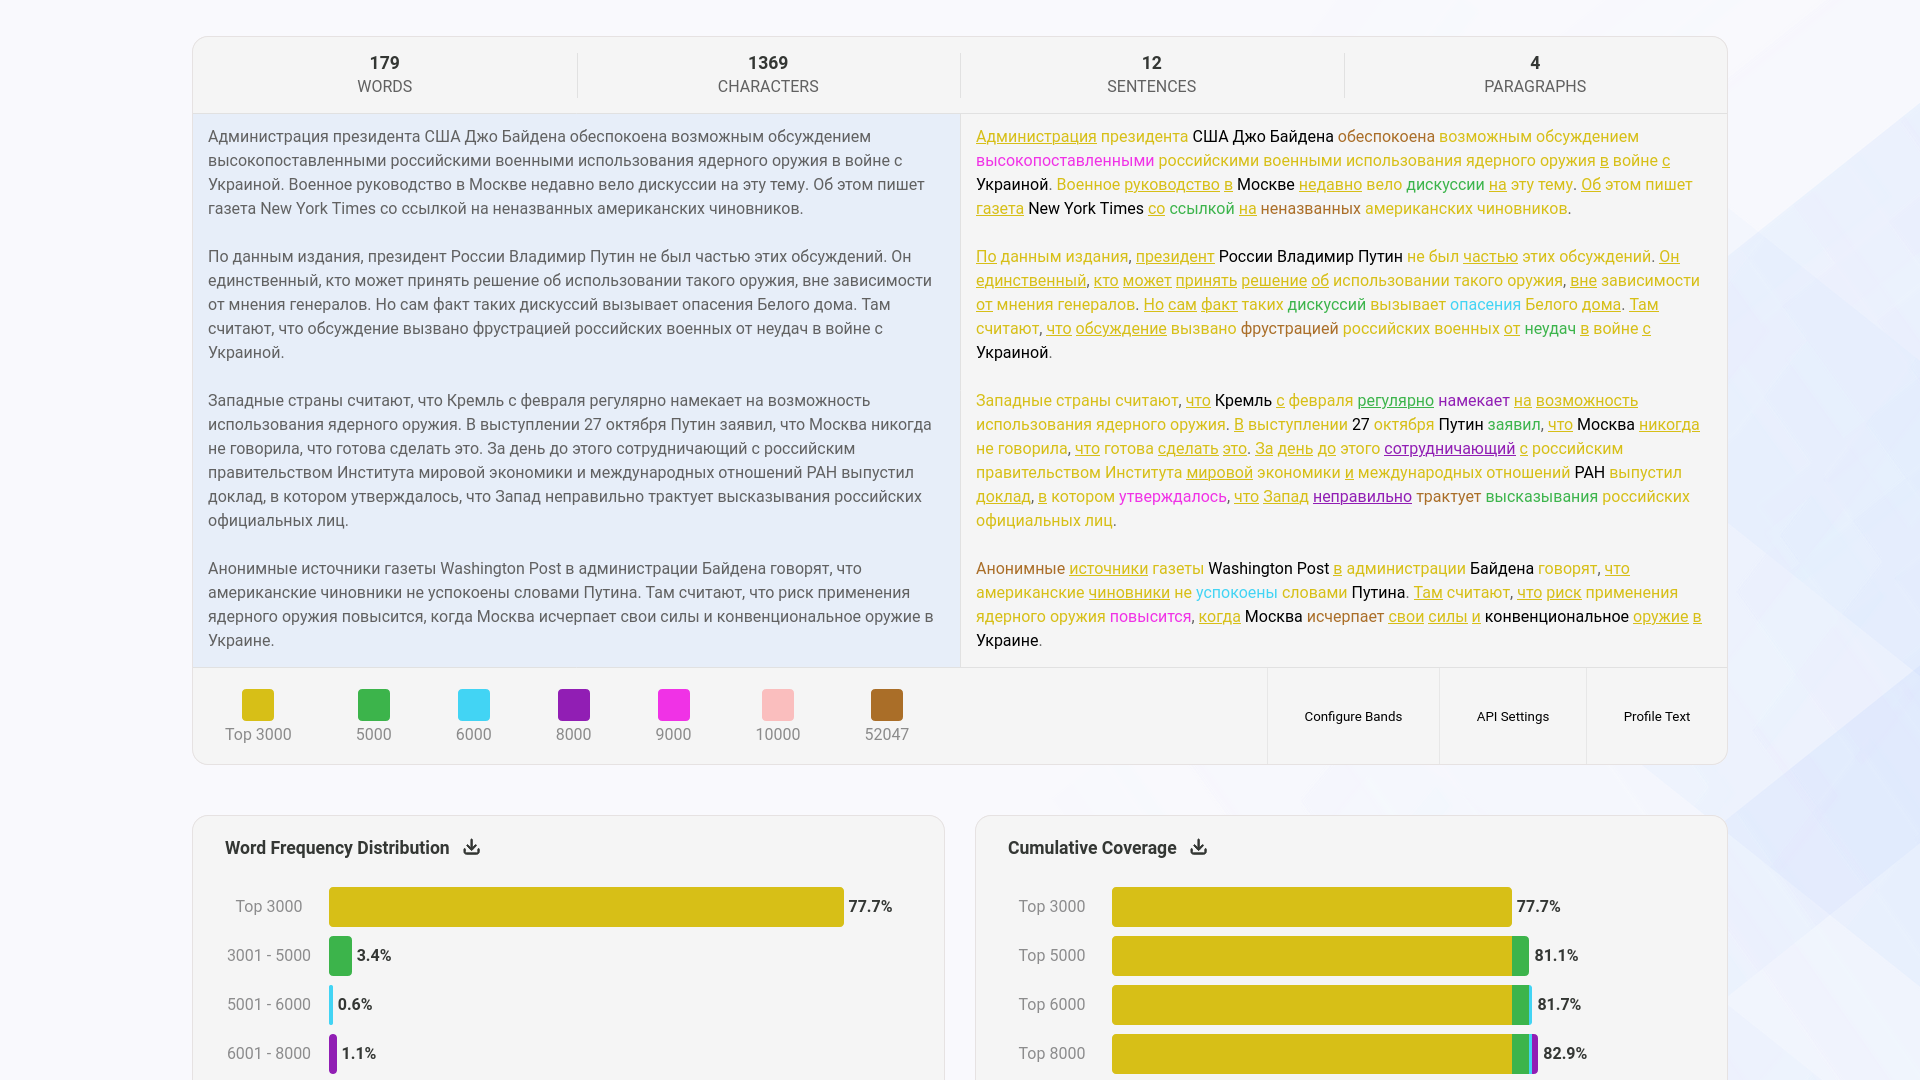 179
WORDS
1369
CHARACTERS
12
SENTENCES
4
PARAGRAPHS
Администрация президента США Джо Байдена обеспокоена возможным обсуждением
высокопоставленными российскими военными использования ядерного оружия в войне с
Украиной. Военное руководство в Москве недавно вело дискуссии на эту тему. Об этом пишет
газета New York Times со ссылкой на неназванных американских чиновников.
По данным издания, президент России Владимир Путин не был частью этих обсуждений. Он
единственный, кто может принять решение об использовании такого оружия, вне зависимости
от мнения генералов. Но сам факт таких дискуссий вызывает опасения Белого дома. Там
считают, что обсуждение вызвано фрустрацией российских военных от неудач в войне с
Украиной.
Западные страны считают, что Кремль с февраля регулярно намекает на возможность
использования ядерного оружия. В выступлении 27 октября Путин заявил, что Москва никогда
не говорила, что готова сделать это. За день до этого сотрудничающий с российским
правительством Института мировой экономики и международных отношений РАН выпустил
доклад, в котором утверждалось, что Запад неправильно трактует высказывания российских
официальных лиц.
Анонимные источники газеты Washington Post в администрации Байдена говорят, что
американские чиновники не успокоены словами Путина. Там считают, что риск применения
ядерного оружия повысится, когда Москва исчерпает свои силы и конвенциональное оружие в
Украине.
Администрация президента США Джо Байдена обеспокоена возможным обсуждением
высокопоставленными российскими военными использования ядерного оружия в войне с
Украиной. Военное руководство в Москве недавно вело дискуссии на эту тему. Об этом пишет
газета New York Times со ссылкой на неназванных американских чиновников.
По данным издания, президент России Владимир Путин не был частью этих обсуждений. Он
единственный, кто может принять решение об использовании такого оружия, вне зависимости
от мнения генералов. Но сам факт таких дискуссий вызывает опасения Белого дома. Там
считают, что обсуждение вызвано фрустрацией российских военных от неудач в войне с
Украиной.
Западные страны считают, что Кремль с февраля регулярно намекает на возможность
использования ядерного оружия. В выступлении 27 октября Путин заявил, что Москва никогда
не говорила, что готова сделать это. За день до этого сотрудничающий с российским
правительством Института мировой экономики и международных отношений РАН выпустил
доклад, в котором утверждалось, что Запад неправильно трактует высказывания российских
официальных лиц.
Анонимные источники газеты Washington Post в администрации Байдена говорят, что
американские чиновники не успокоены словами Путина. Там считают, что риск применения
ядерного оружия повысится, когда Москва исчерпает свои силы и конвенциональное оружие в
Украине.
Top 3000
5000
6000
8000
9000
10000
52047
Configure Bands
API Settings
Profile Text
Word Frequency Distribution
Top 3000 77.7%
3001 - 5000 3.4%
5001 - 6000 0.6%
6001 - 8000 1.1%
Cumulative Coverage
Top 3000 77.7%
Top 5000 81.1%
Top 6000 81.7%
Top 8000 82.9%